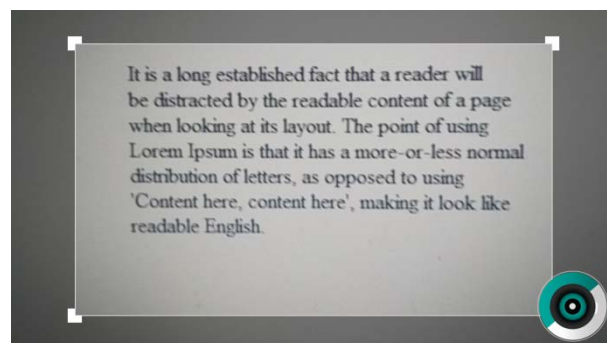 It is a long established fact that a reader will
be distracted by the readable content of a page
when looking at its layout. The point of using
Lorem Ipsum is that it has a more-or-less normal
distribution of letters, as opposed to using
'Content here, content here', making it look like
readable English.